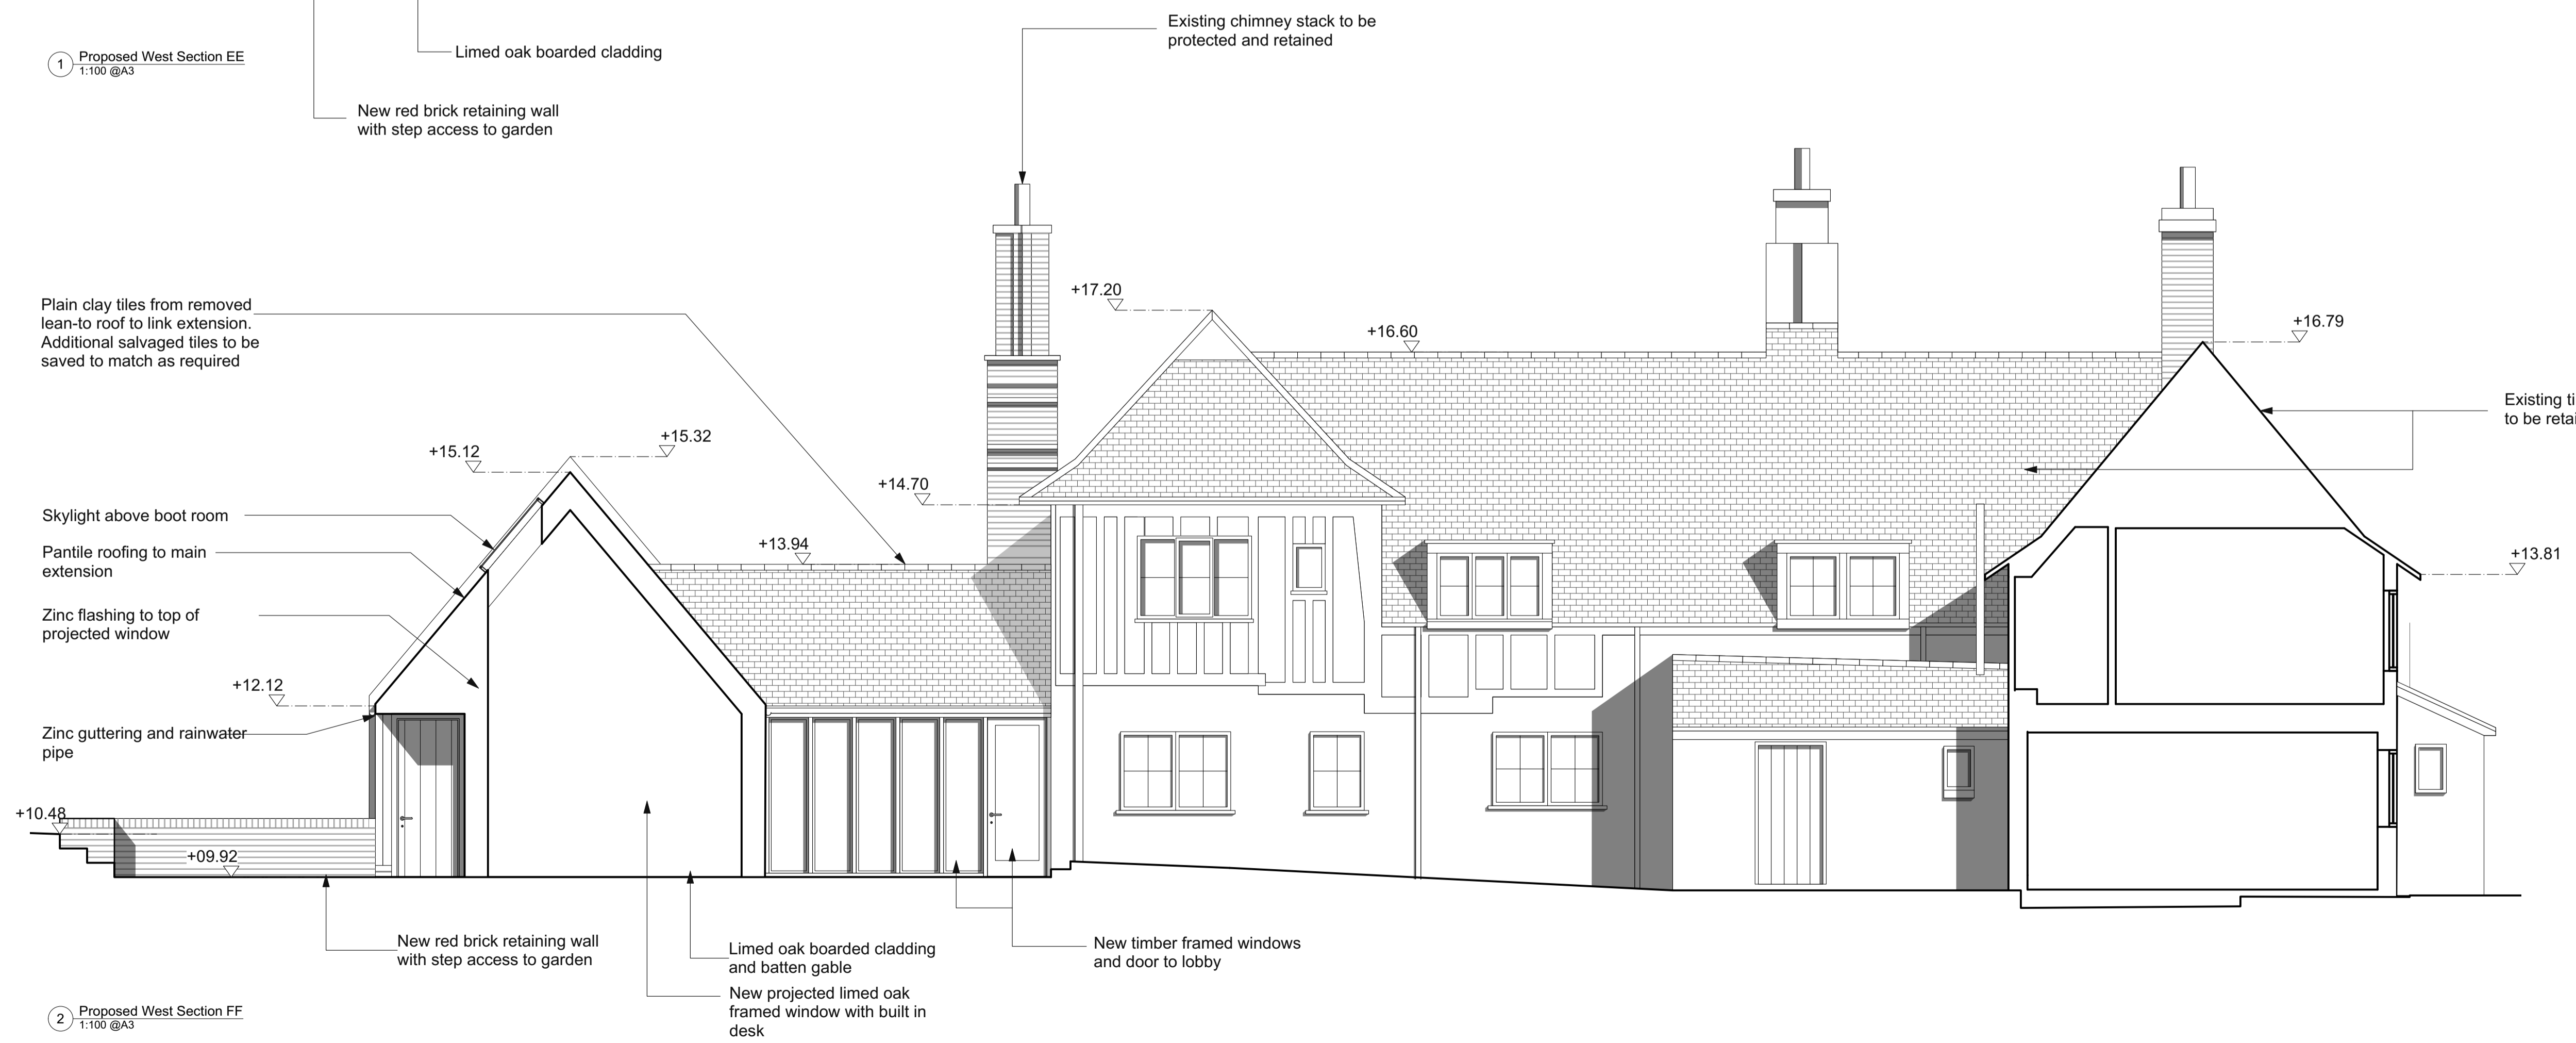 Existing chimney stack to be
protected and retained
Limed oak boarded cladding
1
Proposed West Section EE
1:100 @A3
New red brick retaining wall
with step access to garden
+17.20
Plain clay tiles from removed
lean-to roof to link extension.
Additional salvaged tiles to be
saved to match as required
+16.60
+16.79
Existing
to be
+15.32
+15.12
+14.70
Skylight above boot room
+13.94
Pantile roofing to main
extension
+13.81
Zinc flashing to top of
projected window
+12.12
Zinc guttering and rainwater
pipe
+10.48
+09.92
New red brick retaining wall
with step access to garden
Limed oak boarded cladding
and batten gable
New timber framed windows
and door to lobby
New projected limed oak
framed window with built in
desk
2
Proposed West Section FF
1:100 @A3